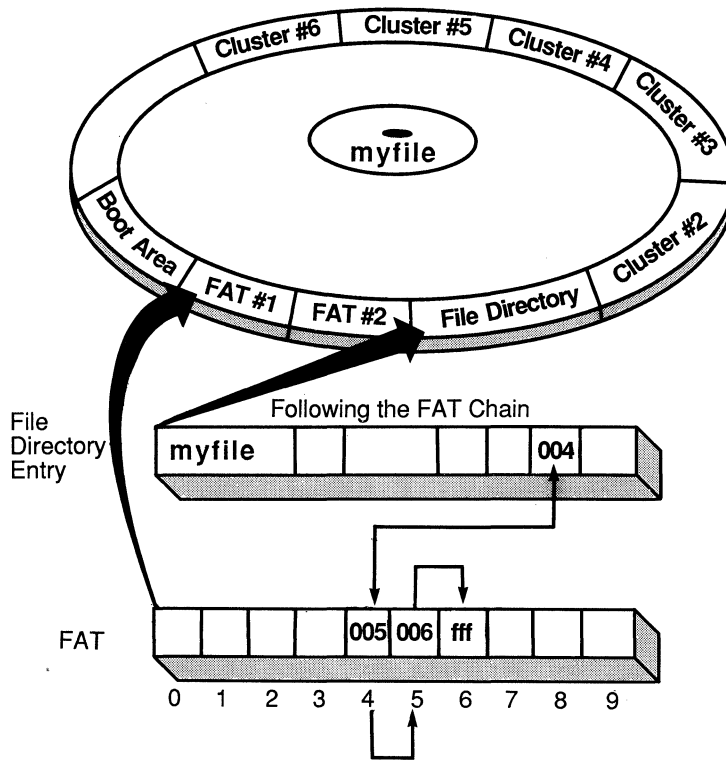 Cluster #6
Cluster #5
Cluster #4
Cluster #3
Cluster #2
myfile
Boot Area
FAT #1
FAT #2
File Directory
Following the FAT Chain
File
Directory
Entry
myfile
004
FAT
005 006 fff
0 1 2 3 4 5 6 7 8 9